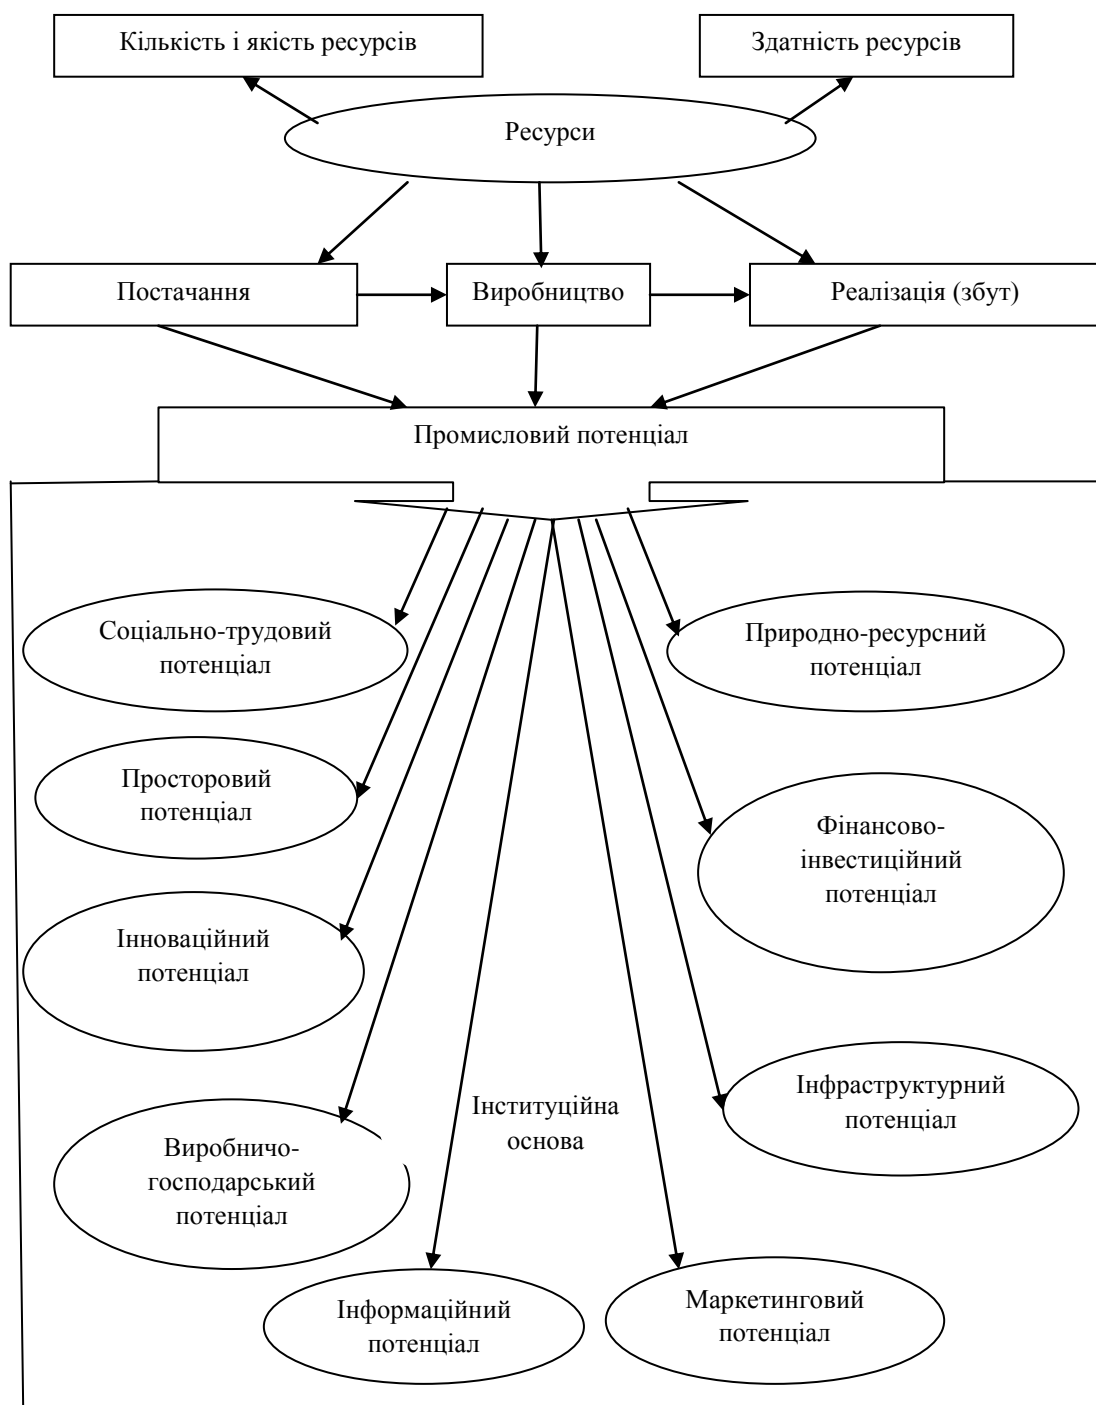 Кількість і якість ресурсів
Здатність ресурсів
Ресурси
Постачання
Виробництво
Реалізація (збут)
Промисловий потенціал
Соціально-трудовий
потенціал
Природно-ресурсний
потенціал
Просторовий
потенціал
Фінансово-
інвестиційний
потенціал
Інноваційний
потенціал
Інфраструктурний
потенціал
Інституційна
основа
Виробничо-
господарський
потенціал
Інформаційний
потенціал
Маркетинговий
потенціал